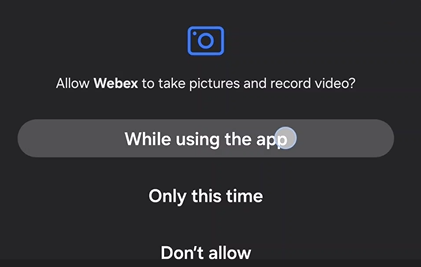 Allow Webex to take pictures and record video?
While using the app
Only this time
Don’t allow